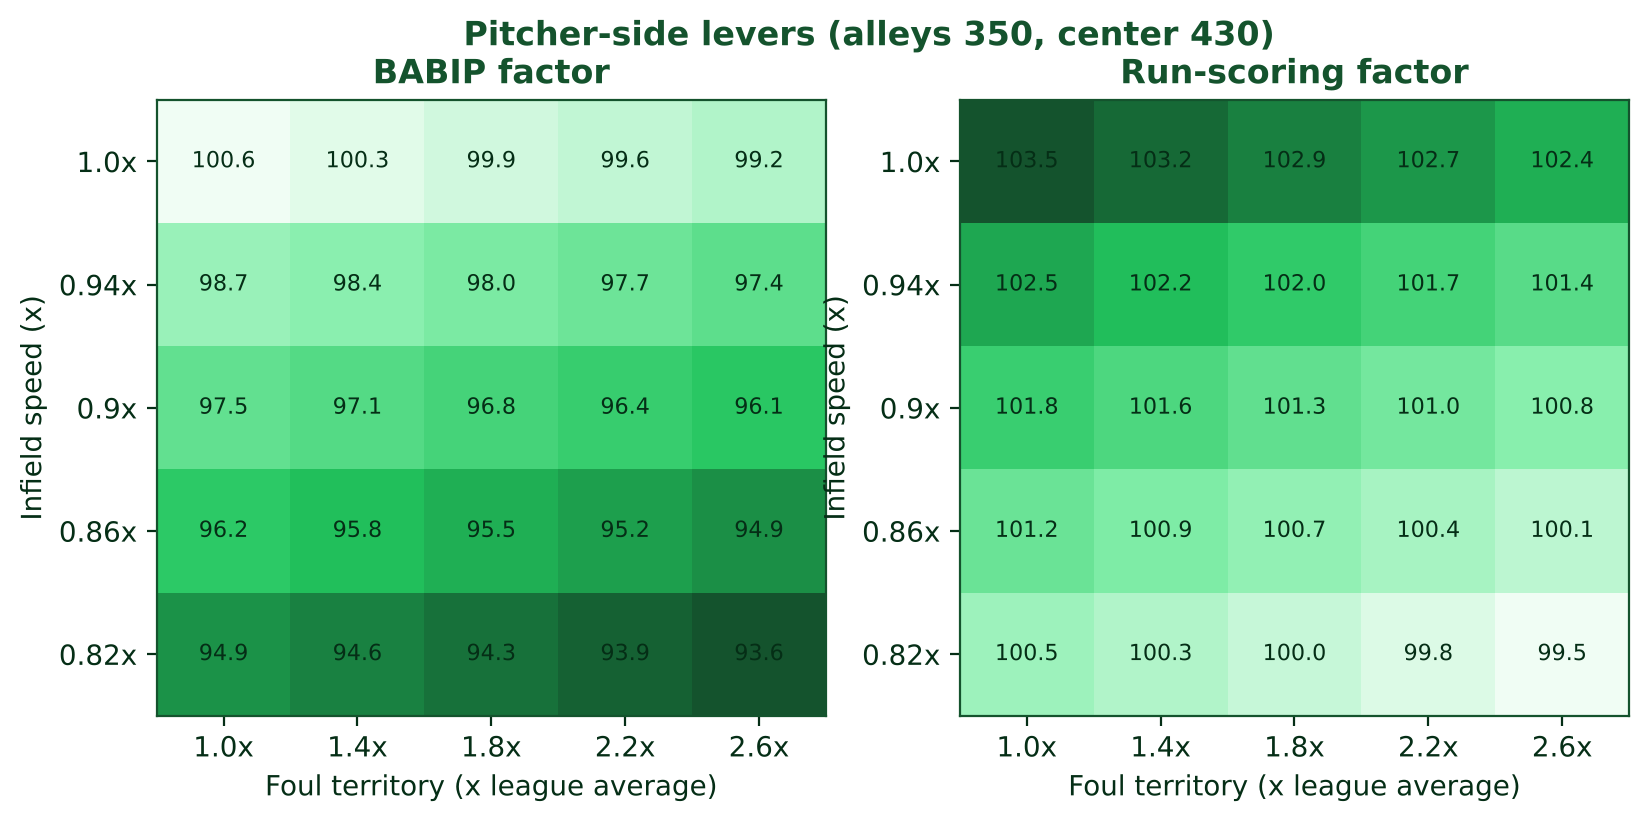 Pitcher-side levers (alleys 350, center 430)
BABIP factor
Infield speed (x)
1.0x 100.6 100.3 99.9 99.6 99.2
0.94x 98.7 98.4 98.0 97.7 97.4
0.9x 97.5 97.1 96.8 96.4 96.1
0.86x 96.2 95.8 95.5 95.2 94.9
0.82x 94.9 94.6 94.3 93.9 93.6
1.0x 1.4x 1.8x 2.2x 2.6x
Foul territory (x league average)
Run-scoring factor
Infield speed (x)
1.0x 103.5 103.2 102.9 102.7 102.4
0.94x 102.5 102.2 102.0 101.7 101.4
0.9x 101.8 101.6 101.3 101.0 100.8
0.86x 101.2 100.9 100.7 100.4 100.1
0.82x 100.5 100.3 100.0 99.8 99.5
1.0x 1.4x 1.8x 2.2x 2.6x
Foul territory (x league average)